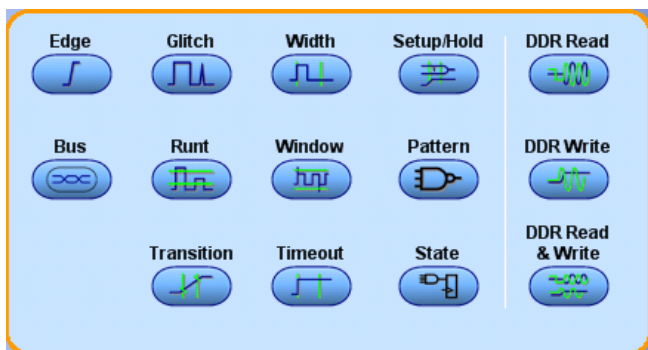 Edge Glitch Width Setup/Hold DDR Read
Bus Runt Window Pattern DDR Write
Transition Timeout State DDR Read
& Write